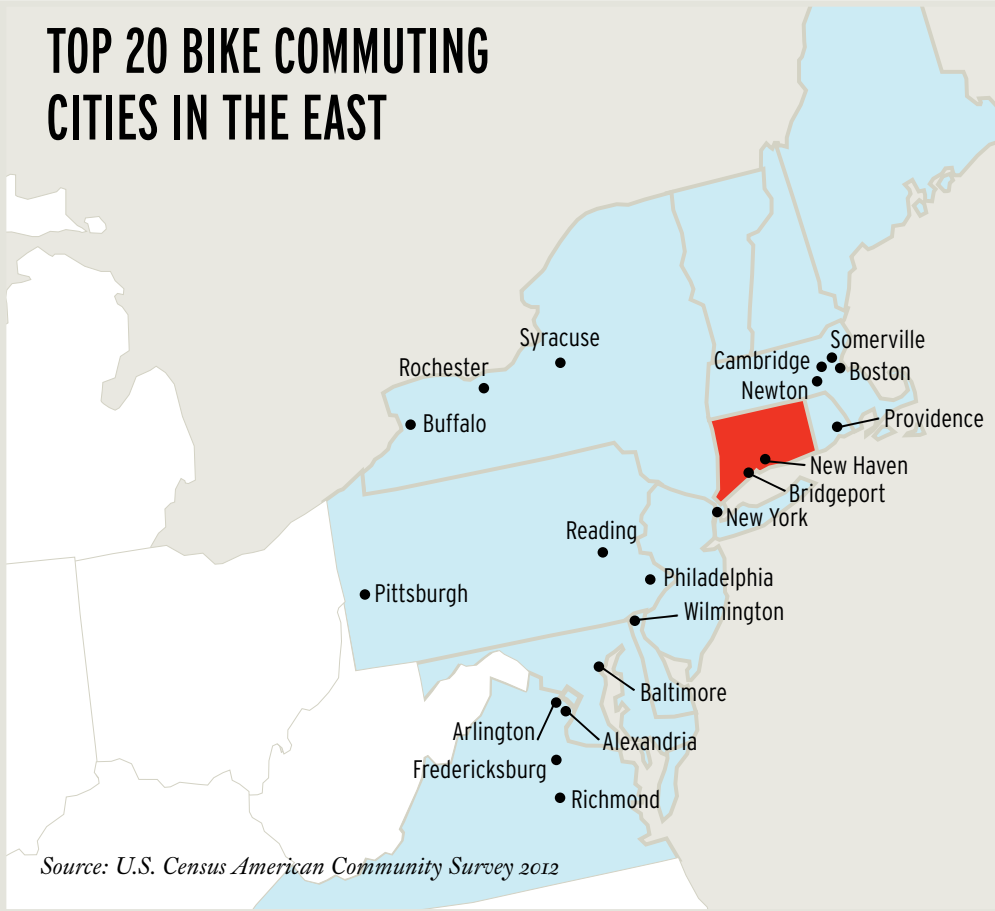 TOP 20 BIKE COMMUTING
CITIES IN THE EAST
Syracuse
Somerville
Rochester
Cambridge
Boston
Newton
Buffalo
Providence
New Haven
Bridgeport
New York
Reading
Philadelphia
Pittsburgh
Wilmington
Baltimore
Arlington
Alexandria
Fredericksburg
Richmond
Source: U.S. Census American Community Survey 2012